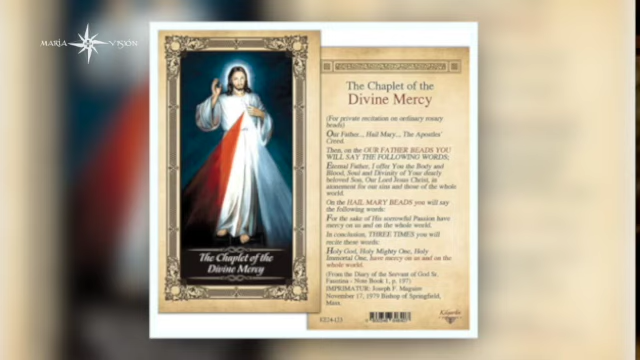 MARÍA VISIÓN
The Chaplet of the
Divine Mercy
The Chaplet of the
Divine Mercy
(For private recitation on ordinary rosary
beads)
Our Father... Hail Mary... The Apostles'
Creed.
Then, on the OUR FATHER BEADS YOU
WILL SAY THE FOLLOWING WORDS;
Eternal Father, I offer You the Body and
Blood, Soul and Divinity of Your dearly
beloved Son, Our Lord Jesus Christ, in
atonement for our sins and those of the whole
world.
On the HAIL MARY BEADS you will say
the following words:
For the sake of His sorrowful Passion have
mercy on us and on the whole world.
In conclusion, THREE TIMES you will
recite these words:
Holy God, Holy Mighty One, Holy
Immortal One, have mercy on us and on the
whole world.
(From the Diary of the Servant of God Sr.
Faustina - Note Book 1, p. 197)
IMPRIMATUR: Joseph F. Maguire
November 17, 1979 Bishop of Springfield,
Mass.